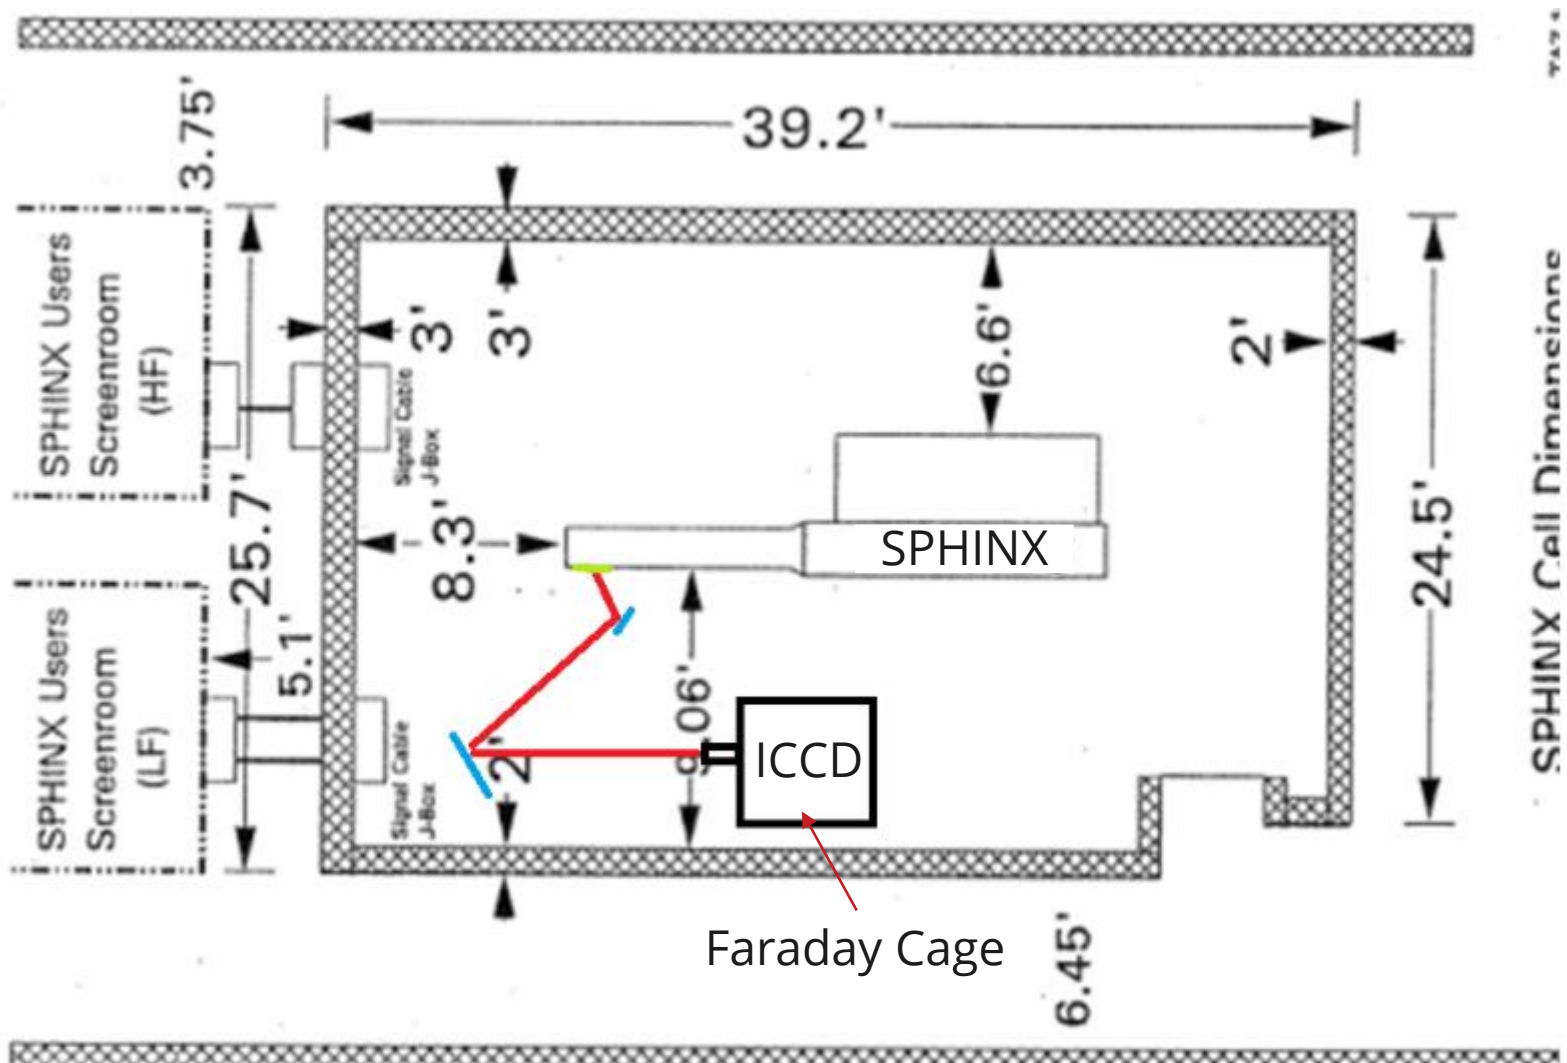 39.2'
3.75'
SPHINX Users
Screenroom
(HF)
3'
3'
6.6'
2'
Signal Cable
J-Box
25.7'
8.3'
SPHINX
24.5'
SPHINX Cell Dimensions
SPHINX Users
Screenroom
(LF)
5.1'
Signal Cable
J-Box
2'
ICCD
Faraday Cage
6.45'